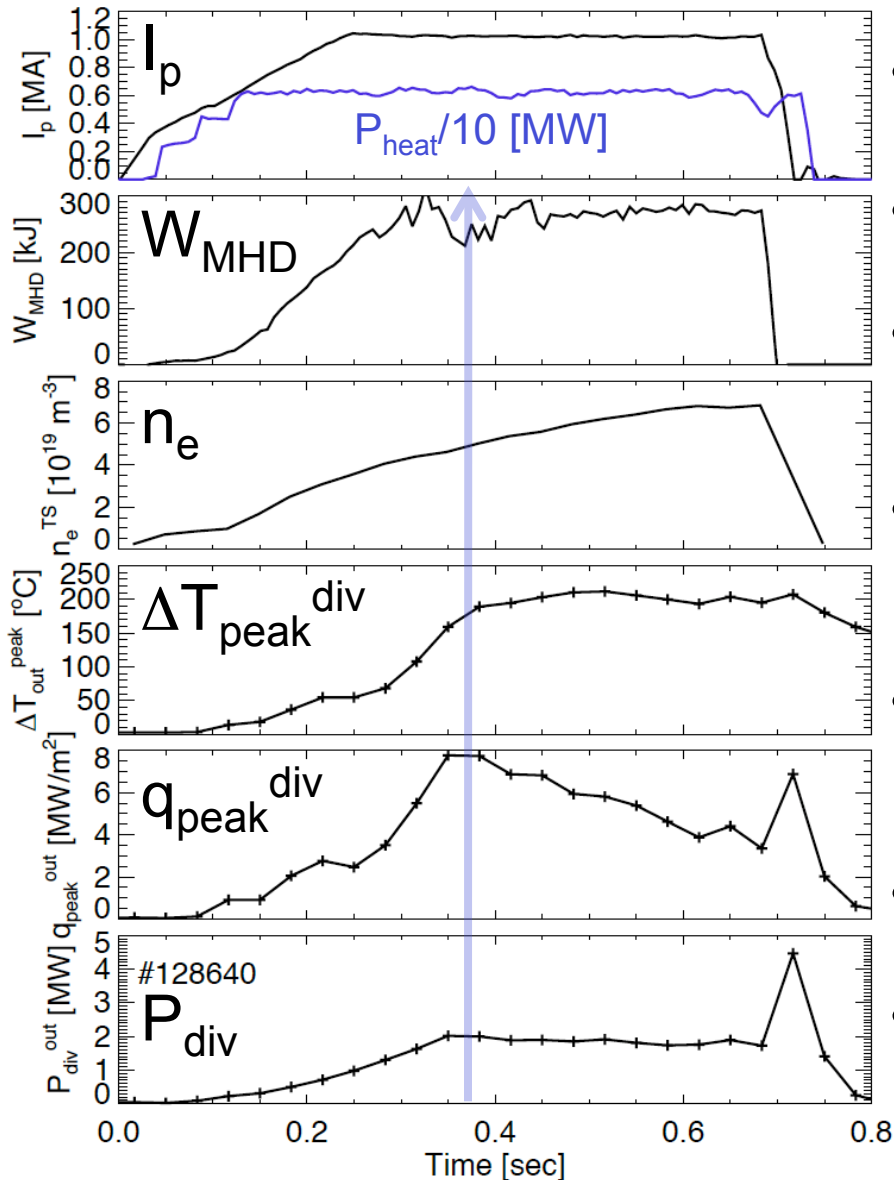 1.2
1.0
0.8
0.6
0.4
0.2
0.0
I_p [MA]
I_p
P_heat/10 [MW]
300
200
100
0
W_MHD [kJ]
W_MHD
8
6
4
2
0
n_e^TS [10^19 m^-3]
n_e
250
200
150
100
50
0
ΔT_out^peak [°C]
ΔT_peak^div
8
6
4
2
0
q_peak^out [MW/m^2]
q_peak^div
5
4
3
2
1
0
P_div^out [MW]
#128640
P_div
0.0 0.2 0.4 0.6 0.8
Time [sec]